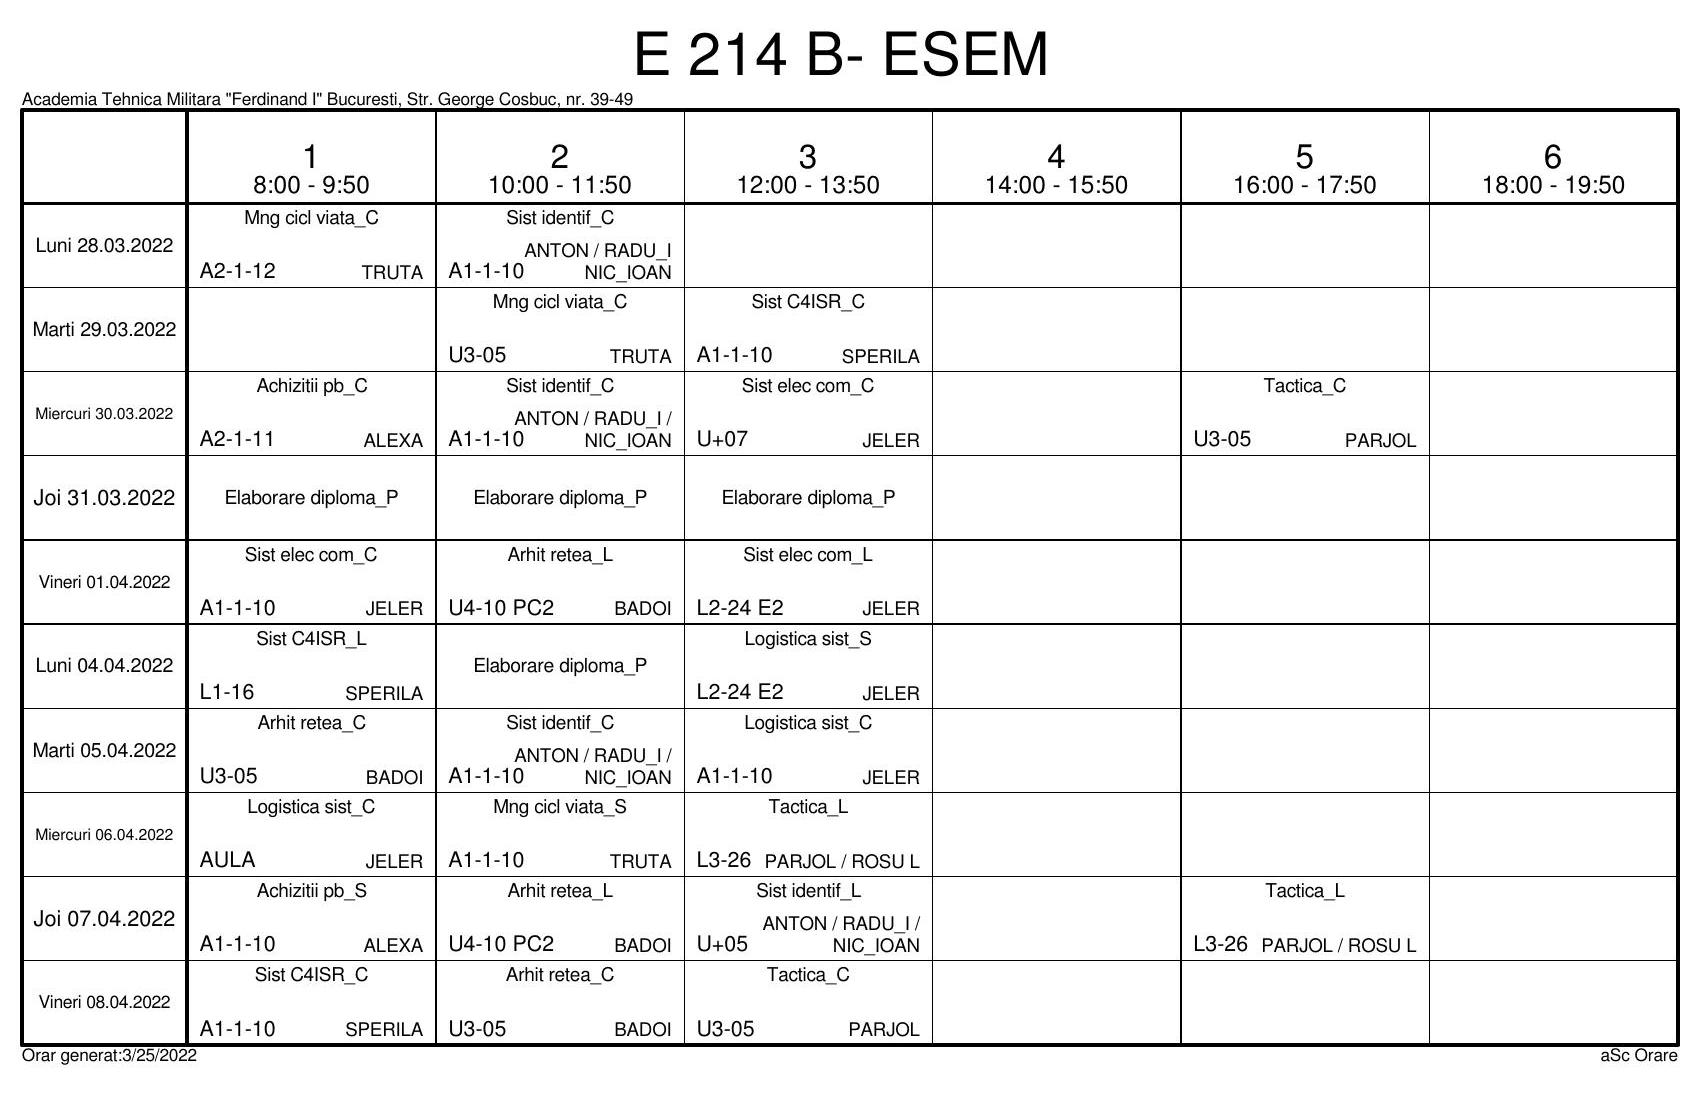 E 214 B- ESEM
Academia Tehnica Militara "Ferdinand I" Bucuresti, Str. George Cosbuc, nr. 39-49
1 2 3 4 5 6
8:00 - 9:50 10:00 - 11:50 12:00 - 13:50 14:00 - 15:50 16:00 - 17:50 18:00 - 19:50
Luni 28.03.2022
Mng cicl viata_C
A2-1-12 TRUTA
Sist identif_C
ANTON / RADU_I
A1-1-10 NIC_IOAN
Marti 29.03.2022
Mng cicl viata_C
U3-05 TRUTA
Sist C4ISR_C
A1-1-10 SPERILA
Miercuri 30.03.2022
Achizitii pb_C
A2-1-11 ALEXA
Sist identif_C
ANTON / RADU_I /
A1-1-10 NIC_IOAN
Sist elec com_C
U+07 JELER
Tactica_C
U3-05 PARJOL
Joi 31.03.2022
Elaborare diploma_P
Elaborare diploma_P
Elaborare diploma_P
Vineri 01.04.2022
Sist elec com_C
A1-1-10 JELER
Arhit retea_L
U4-10 PC2 BADOI
Sist elec com_L
L2-24 E2 JELER
Luni 04.04.2022
Sist C4ISR_L
L1-16 SPERILA
Elaborare diploma_P
Logistica sist_S
L2-24 E2 JELER
Marti 05.04.2022
Arhit retea_C
U3-05 BADOI
Sist identif_C
ANTON / RADU_I /
A1-1-10 NIC_IOAN
Logistica sist_C
A1-1-10 JELER
Miercuri 06.04.2022
Logistica sist_C
AULA JELER
Mng cicl viata_S
A1-1-10 TRUTA
Tactica_L
L3-26 PARJOL / ROSU L
Joi 07.04.2022
Achizitii pb_S
A1-1-10 ALEXA
Arhit retea_L
U4-10 PC2 BADOI
Sist identif_L
ANTON / RADU_I /
U+05 NIC_IOAN
Tactica_L
L3-26 PARJOL / ROSU L
Vineri 08.04.2022
Sist C4ISR_C
A1-1-10 SPERILA
Arhit retea_C
U3-05 BADOI
Tactica_C
U3-05 PARJOL
Orar generat:3/25/2022
aSc Orare